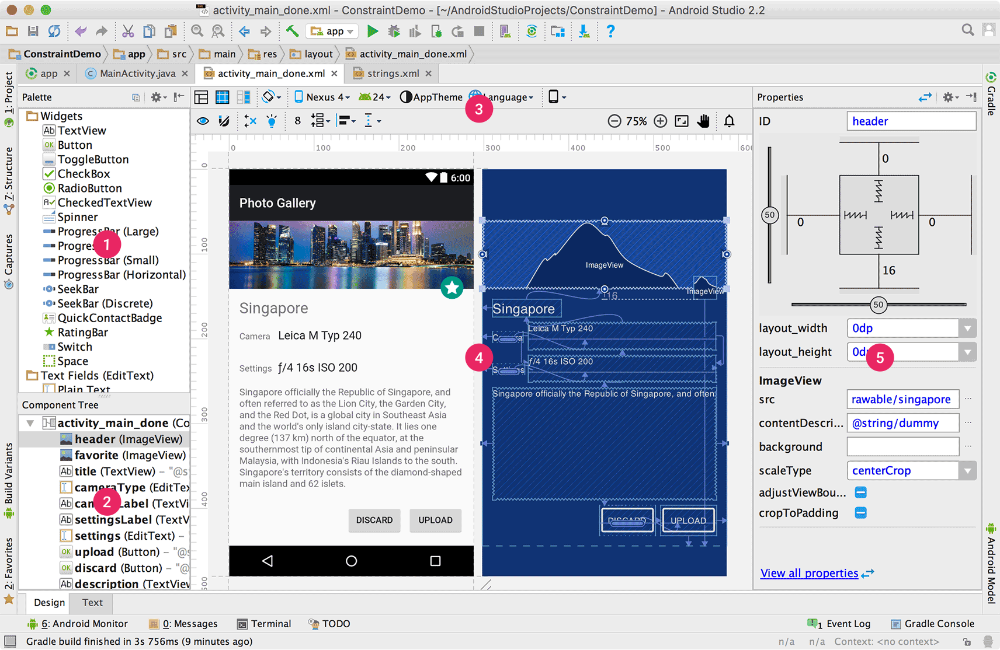 activity_main_done.xml - ConstraintDemo - [~/AndroidStudioProjects/ConstraintDemo] - Android Studio 2.2
app
ConstraintDemo app src main res layout activity_main_done.xml
app MainActivity.java activity_main_done.xml strings.xml
1: Project
Z: Structure
Captures
Build Variants
2: Favorites
Palette
Widgets
Ab TextView
OK Button
ToggleButton
CheckBox
RadioButton
CheckedTextView
Spinner
ProgressBar (Large)
1
ProgressBar (Small)
ProgressBar (Horizontal)
SeekBar
SeekBar (Discrete)
QuickContactBadge
RatingBar
Switch
Space
Text Fields (EditText)
Plain Text
Component Tree
activity_main_done (Co
header (ImageView)
favorite (ImageView)
Ab title (TextView) – "@s
cameraType (EditTex
2
Ab settingsLabel (TextV
settings (EditText) –
OK upload (Button) – "@s
OK discard (Button) – "@
Ab description (TextView
Design Text
Nexus 4 24 AppTheme Language
3
8
75%
0 100 200 300 400 500 600
0
100
200
300
400
500
6:00
Photo Gallery
Singapore
Camera Leica M Typ 240
Settings ƒ/4 16s ISO 200
Singapore officially the Republic of Singapore, and
often referred to as the Lion City, the Garden City,
and the Red Dot, is a global city in Southeast Asia
and the world's only island city-state. It lies one
degree (137 km) north of the equator, at the
southernmost tip of continental Asia and peninsular
Malaysia, with Indonesia's Riau Islands to the south.
Singapore's territory consists of the diamond-shaped
main island and 62 islets.
DISCARD UPLOAD
ImageView
ImageView
16
Singapore
Leica M Typ 240
4
ƒ/4 16s ISO 200
Singapore officially the Republic of Singapore, and often
DISCARD UPLOAD
Properties
ID header
0
50
0 0
16
50
layout_width 0dp
layout_height
5
ImageView
src rawable/singapore
contentDescri... @string/dummy
background
scaleType centerCrop
adjustViewBou...
cropToPadding
View all properties
Gradle
Android Model
6: Android Monitor 0: Messages Terminal TODO
1 Event Log Gradle Console
Gradle build finished in 3s 756ms (9 minutes ago)
n/a n/a Context: <no context>